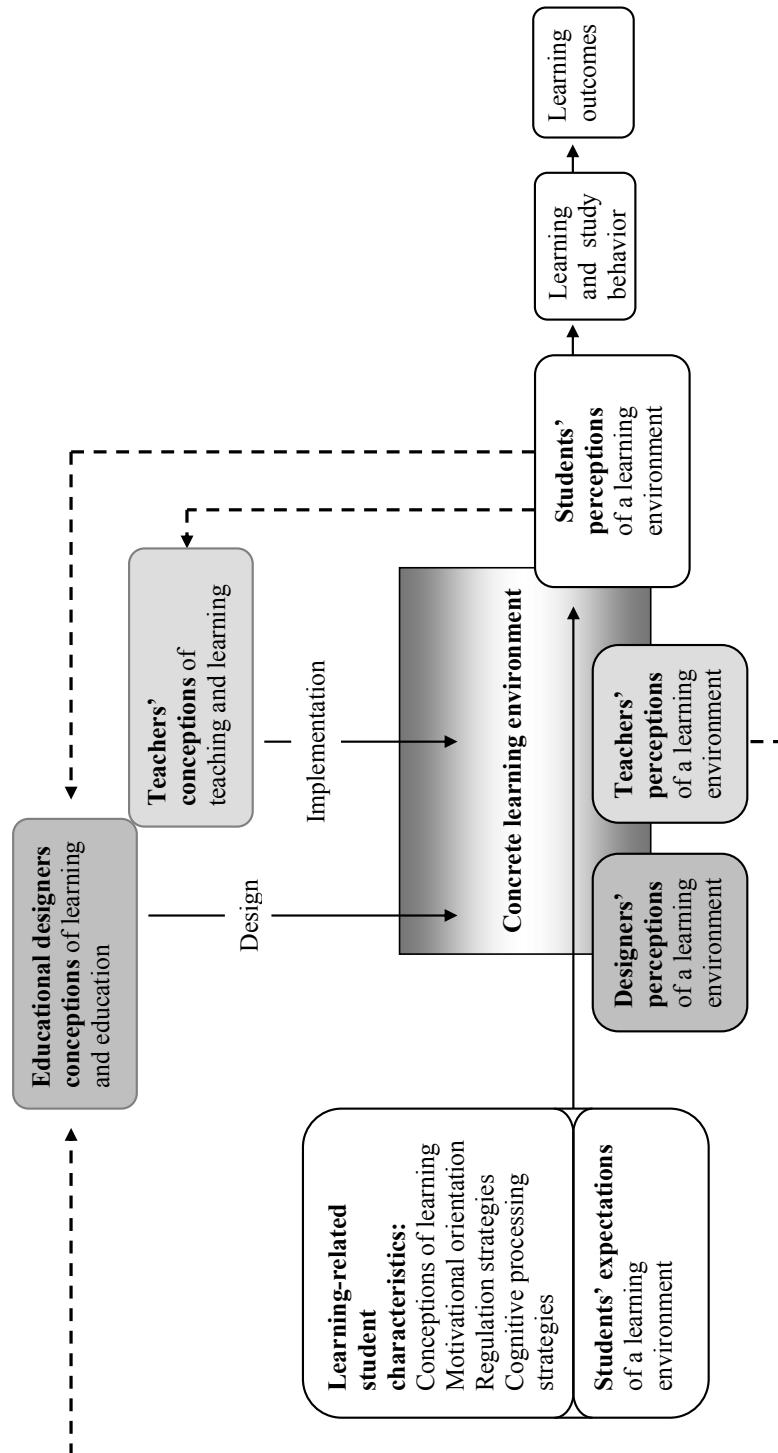 Educational designers
conceptions of learning
and education
Teachers’
conceptions of
teaching and learning
Design
Implementation
Learning-related
student
characteristics:
Conceptions of learning
Motivational orientation
Regulation strategies
Cognitive processing
strategies
Students’ expectations
of a learning
environment
Concrete learning environment
Designers’
perceptions
of a learning
environment
Teachers’
perceptions
of a learning
environment
Students’
perceptions
of a learning
environment
Learning
and study
behavior
Learning
outcomes